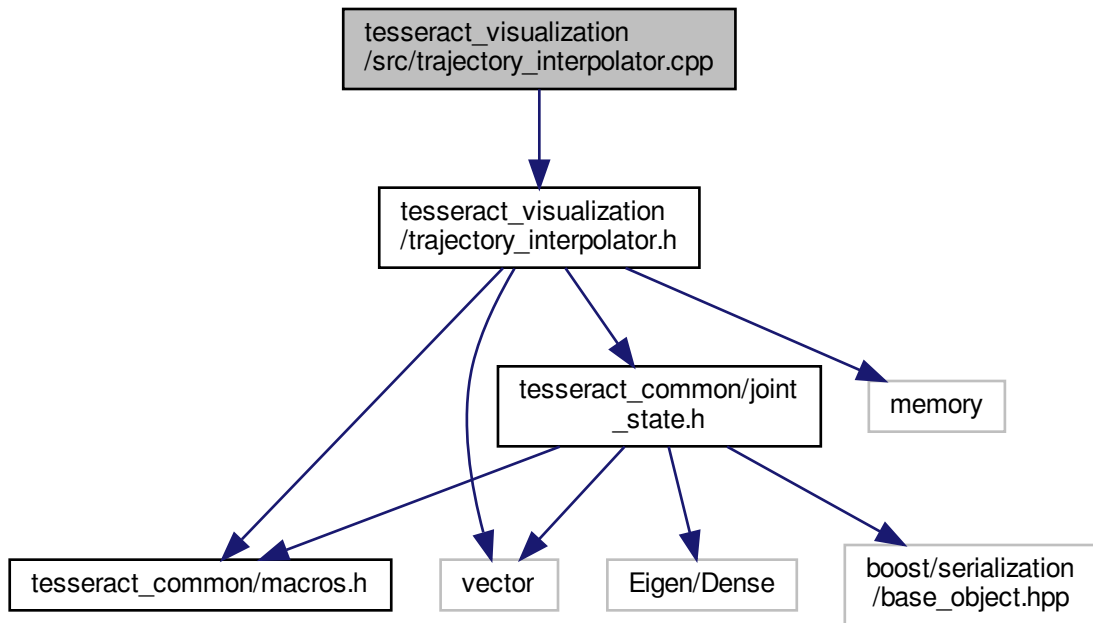 tesseract_visualization
/src/trajectory_interpolator.cpp
tesseract_visualization
/trajectory_interpolator.h
tesseract_common/joint
_state.h
memory
tesseract_common/macros.h
vector
Eigen/Dense
boost/serialization
/base_object.hpp